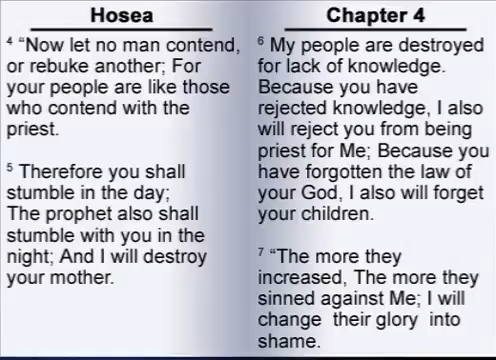 Hosea
4 “Now let no man contend,
or rebuke another; For
your people are like those
who contend with the
priest.
5 Therefore you shall
stumble in the day;
The prophet also shall
stumble with you in the
night; And I will destroy
your mother.
Chapter 4
6 My people are destroyed
for lack of knowledge.
Because you have
rejected knowledge, I also
will reject you from being
priest for Me; Because you
have forgotten the law of
your God, I also will forget
your children.
7 “The more they
increased, The more they
sinned against Me; I will
change their glory into
shame.